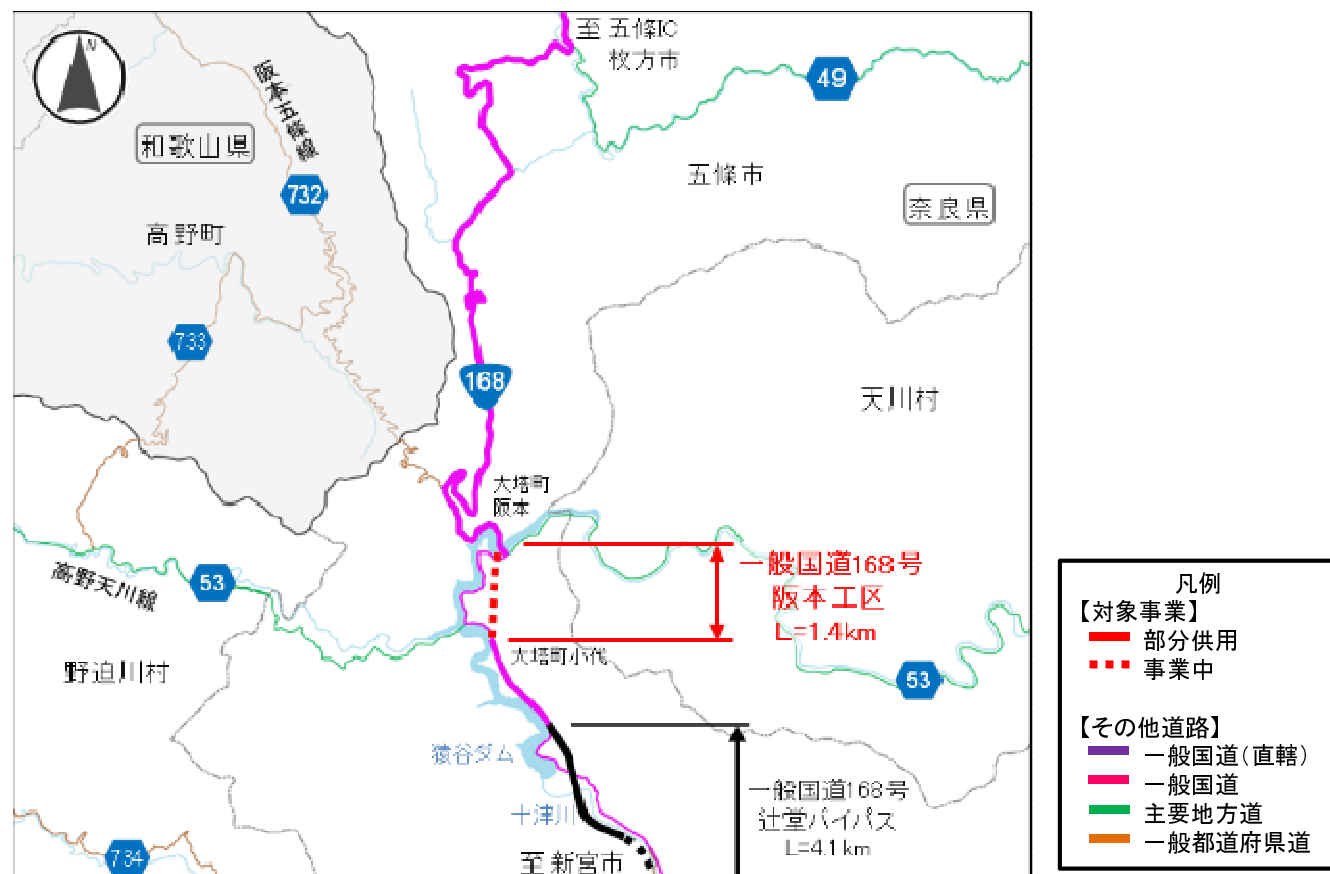 N
至 五條IC
枚方市
49
阪本五條線
和歌山県
732
五條市
奈良県
高野町
733
168
天川村
大塔町
阪本
一般国道168号
阪本工区
L=1.4km
高野天川線
53
大塔町小代
野迫川村
53
猿谷ダム
一般国道168号
辻堂バイパス
L=4.1km
十津川
734
至 新宮市
凡例
【対象事業】
部分供用
事業中
【その他道路】
一般国道(直轄)
一般国道
主要地方道
一般都道府県道